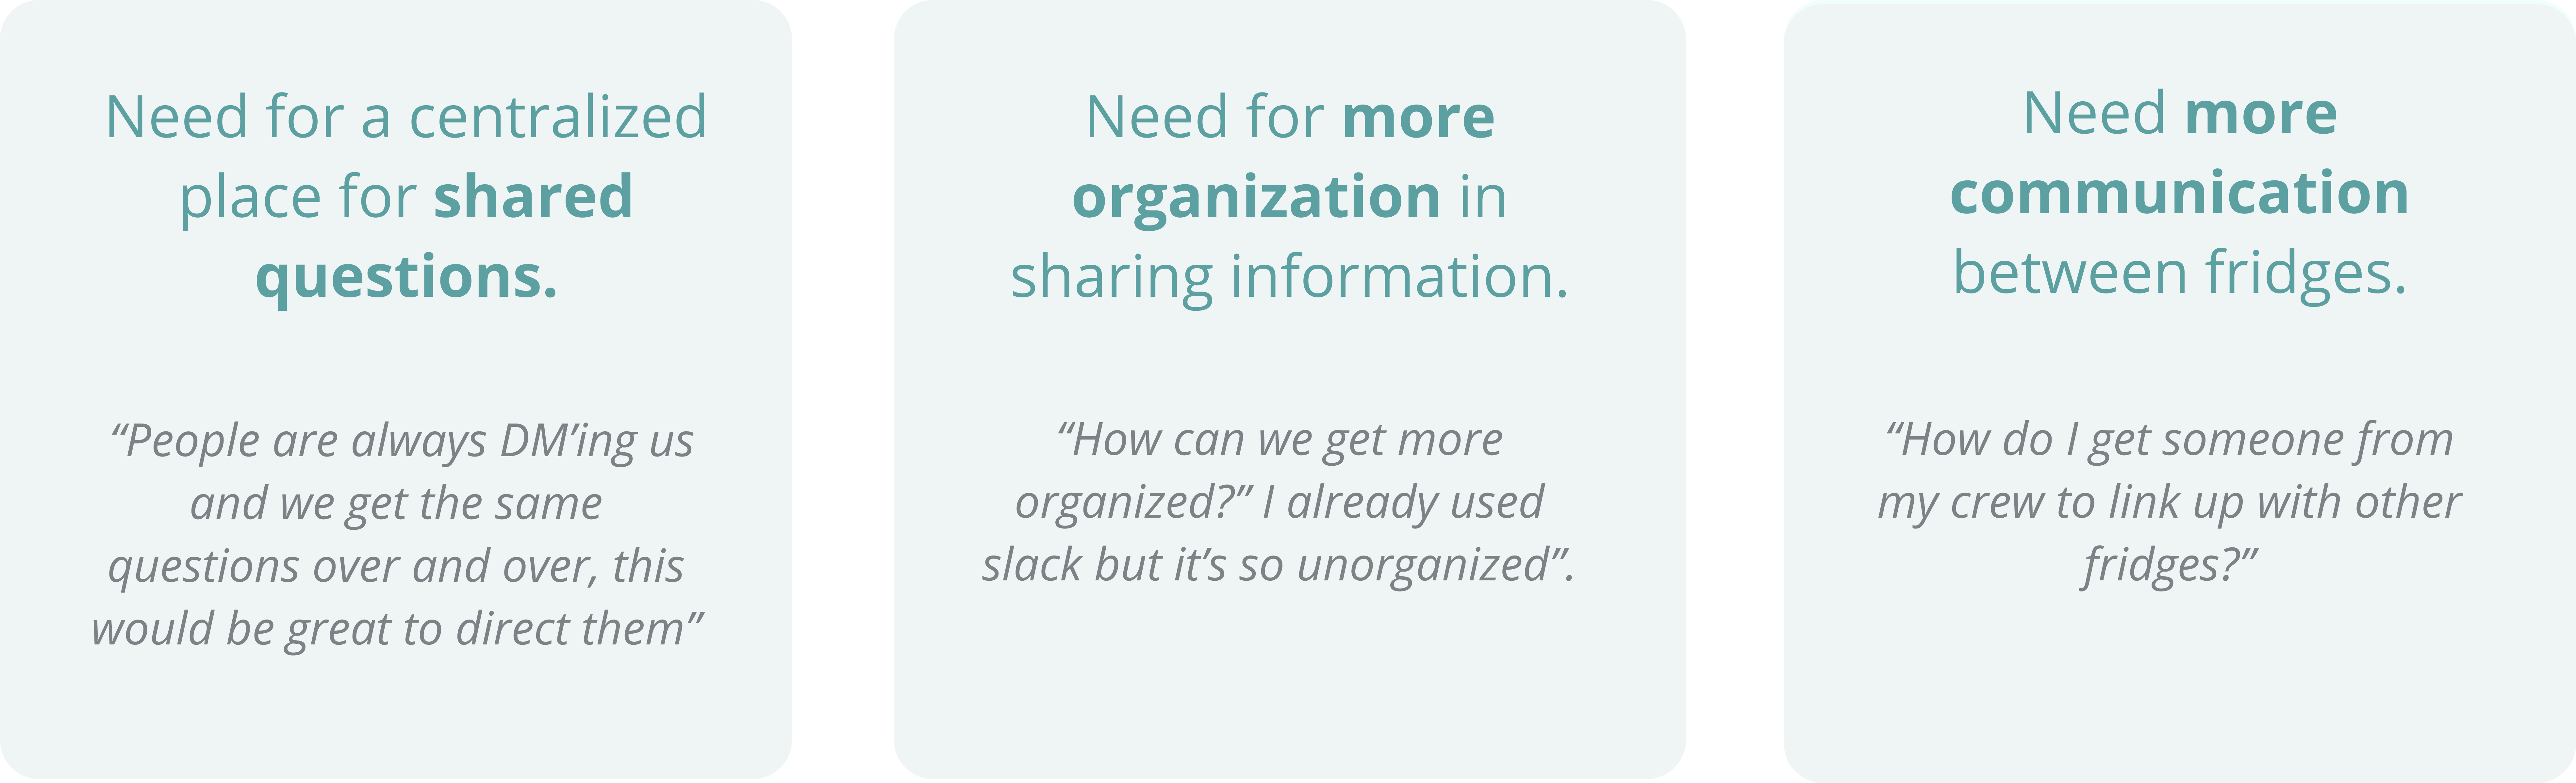 Need for a centralized
place for shared
questions.
“People are always DM’ing us
and we get the same
questions over and over, this
would be great to direct them”
Need for more
organization in
sharing information.
“How can we get more
organized?” I already used
slack but it’s so unorganized”.
Need more
communication
between fridges.
“How do I get someone from
my crew to link up with other
fridges?”